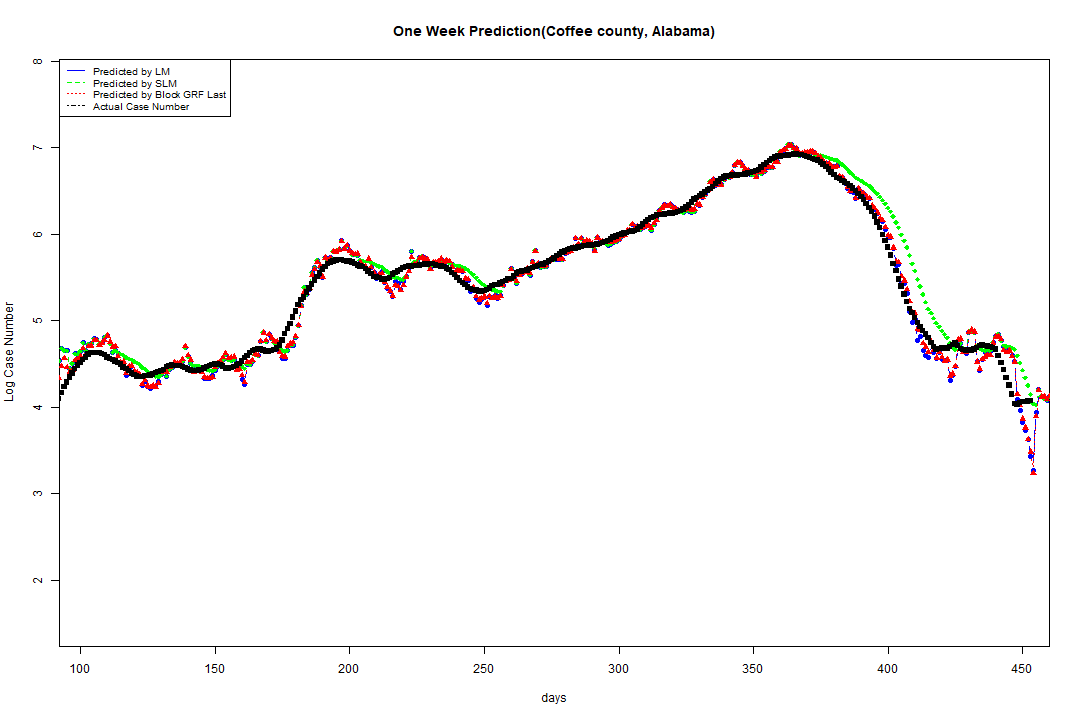 One Week Prediction(Coffee county, Alabama)
Predicted by LM
Predicted by SLM
Predicted by Block GRF Last
Actual Case Number
8
7
6
5
4
3
2
Log Case Number
100 150 200 250 300 350 400 450
days